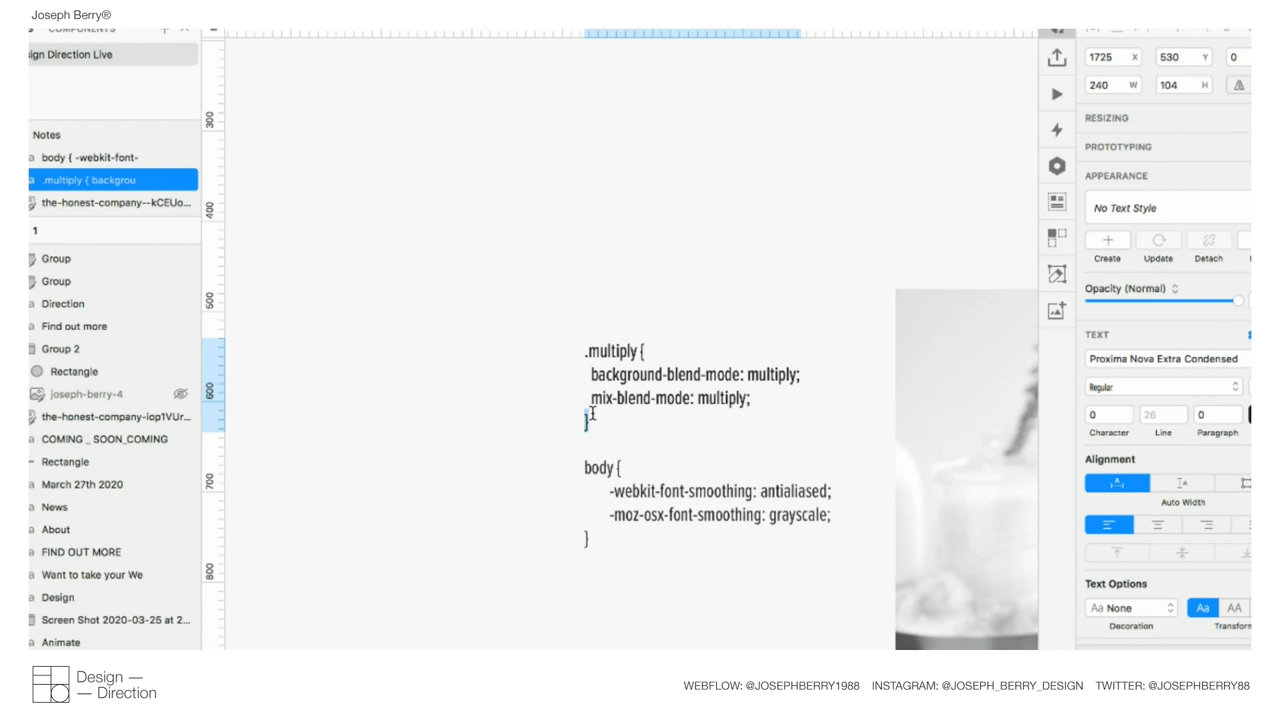 Joseph Berry®
COMPONENTS
ign Direction Live
Notes
body { -webkit-font-
.multiply { backgrou
the-honest-company--kCEUo...
1
Group
Group
Direction
Find out more
Group 2
Rectangle
joseph-berry-4
the-honest-company-iop1VUr...
COMING _ SOON_COMING
Rectangle
March 27th 2020
News
About
FIND OUT MORE
Want to take your We
Design
Screen Shot 2020-03-25 at 2...
Animate
300
400
500
600
700
800
.multiply {
background-blend-mode: multiply;
mix-blend-mode: multiply;
}
body {
-webkit-font-smoothing: antialiased;
-moz-osx-font-smoothing: grayscale;
}
1725 X 530 Y 0
240 W 104 H
RESIZING
PROTOTYPING
APPEARANCE
No Text Style
Create Update Detach
Opacity (Normal)
TEXT
Proxima Nova Extra Condensed
Regular
0 26 0
Character Line Paragraph
Alignment
Auto Width
Text Options
Aa None Aa AA
Decoration Transform
Design —
— Direction
WEBFLOW: @JOSEPHBERRY1988 INSTAGRAM: @JOSEPH_BERRY_DESIGN TWITTER: @JOSEPHBERRY88